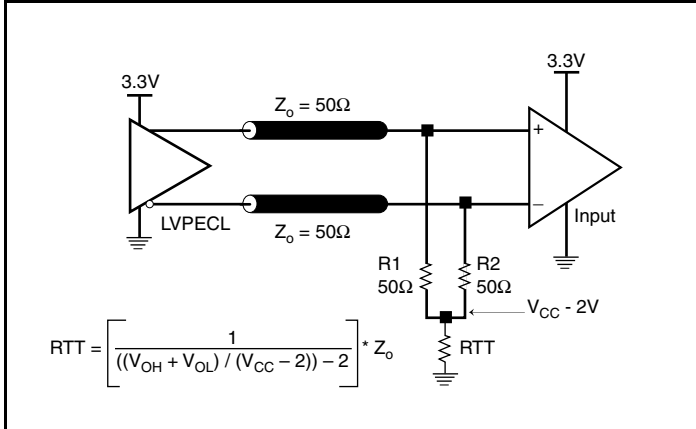 3.3V
3.3V
Zo = 50Ω
+
−
LVPECL
Input
Zo = 50Ω
R1
50Ω
R2
50Ω
VCC - 2V
RTT
RTT = [ 1 / ((VOH + VOL) / (VCC – 2)) – 2 ] * Zo